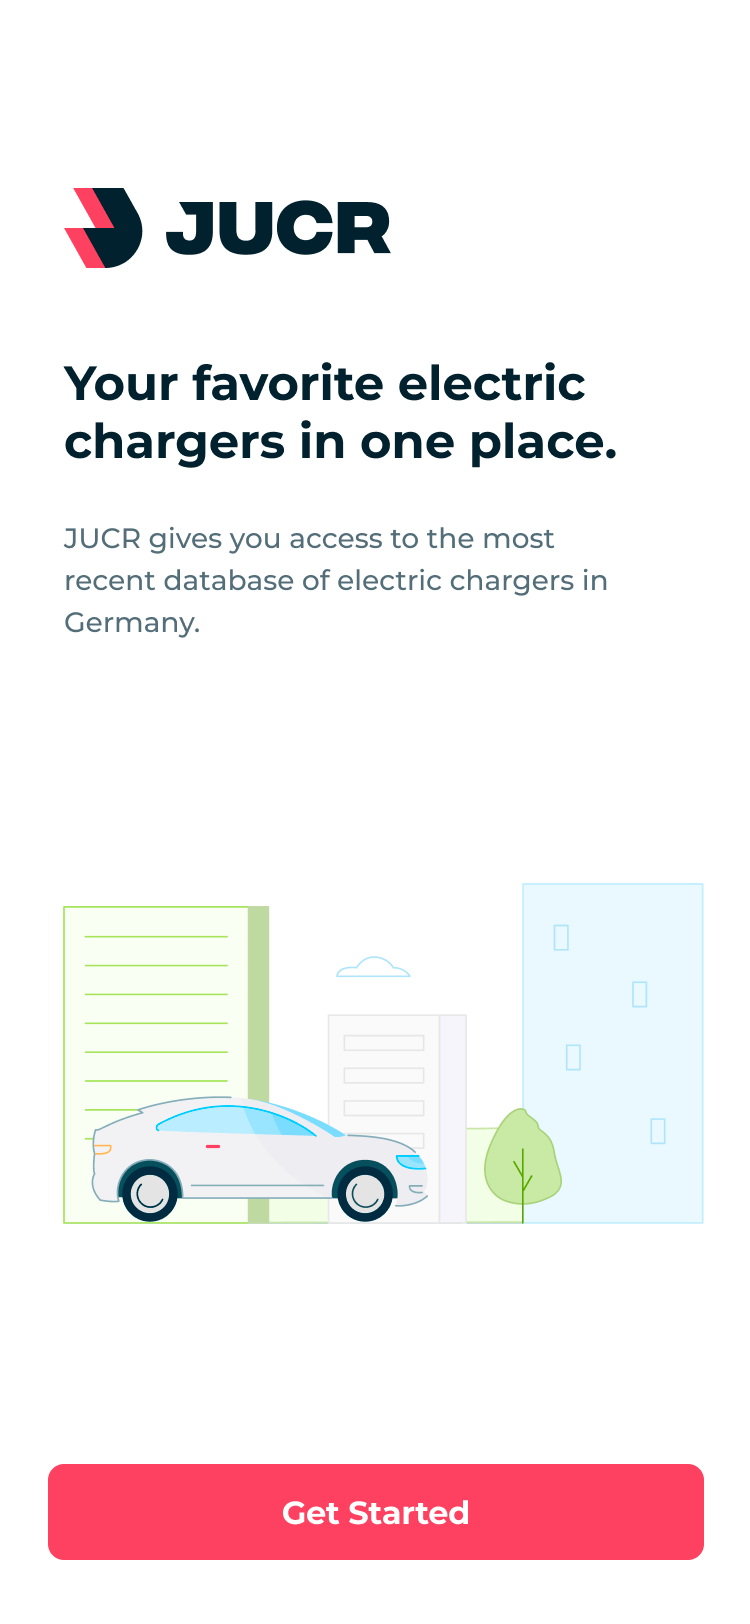 JUCR
Your favorite electric
chargers in one place.
JUCR gives you access to the most
recent database of electric chargers in
Germany.
Get Started